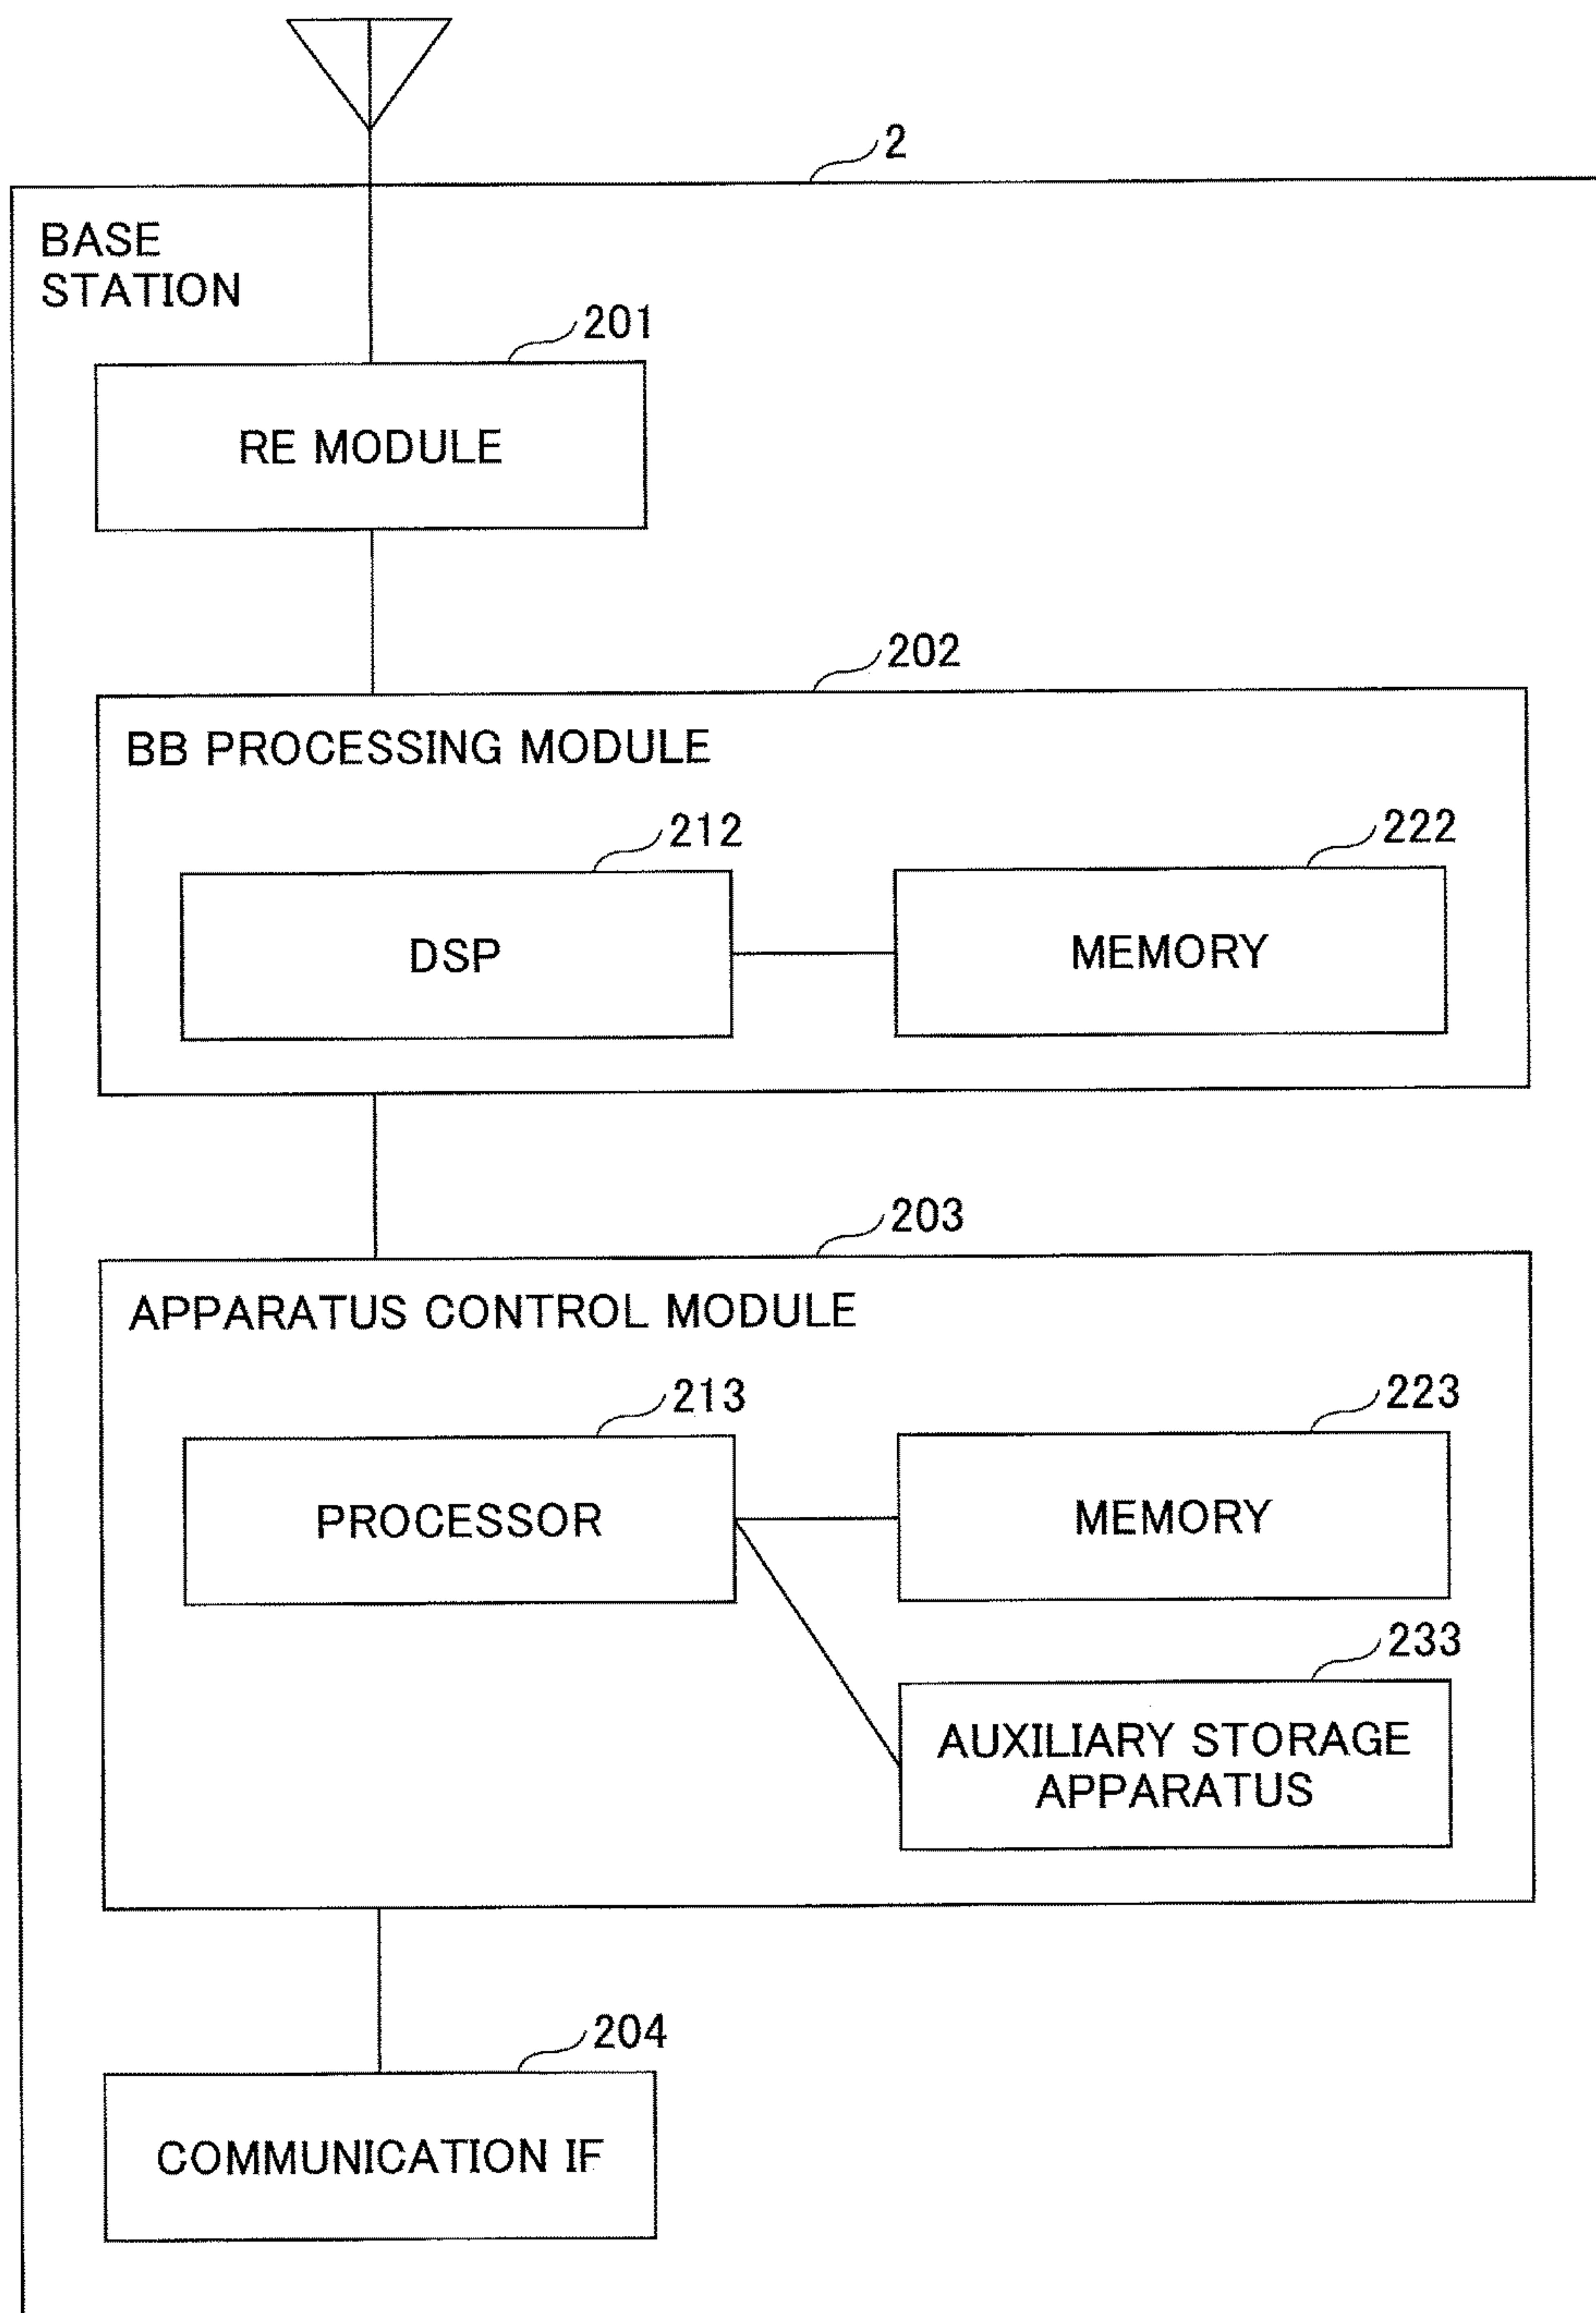 2
BASE
STATION
201
RE MODULE
202
BB PROCESSING MODULE
212
222
DSP
MEMORY
203
APPARATUS CONTROL MODULE
213
223
PROCESSOR
MEMORY
233
AUXILIARY STORAGE
APPARATUS
204
COMMUNICATION IF